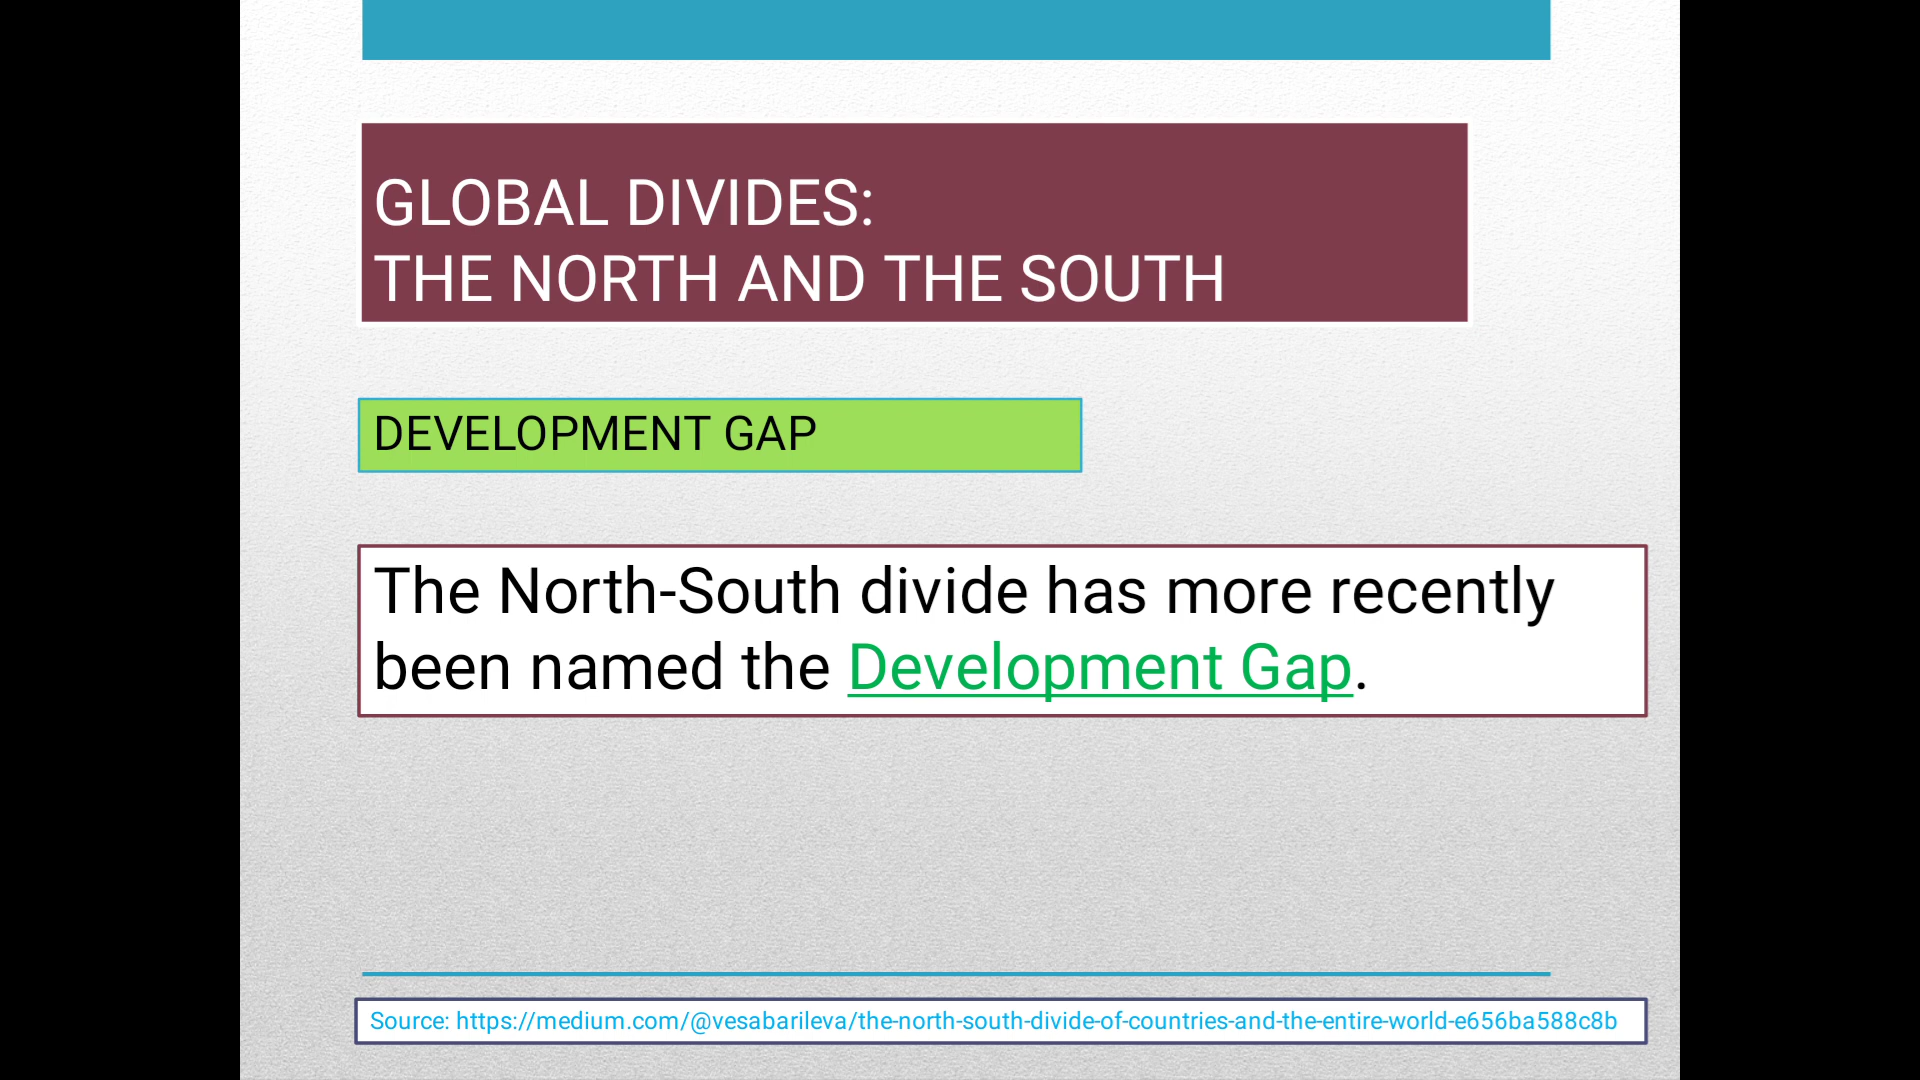 GLOBAL DIVIDES:
THE NORTH AND THE SOUTH
DEVELOPMENT GAP
The North-South divide has more recently
been named the Development Gap.
Source: https://medium.com/@vesabarileva/the-north-south-divide-of-countries-and-the-entire-world-e656ba588c8b